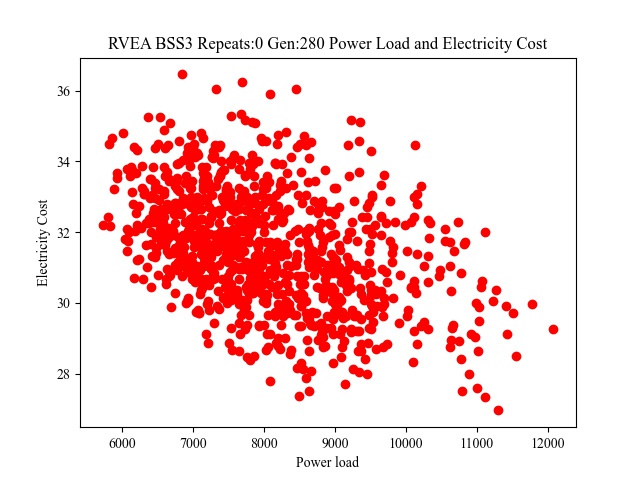 RVEA BSS3 Repeats:0 Gen:280 Power Load and Electricity Cost
36
34
32
30
28
Electricity Cost
6000 7000 8000 9000 10000 11000 12000
Power load